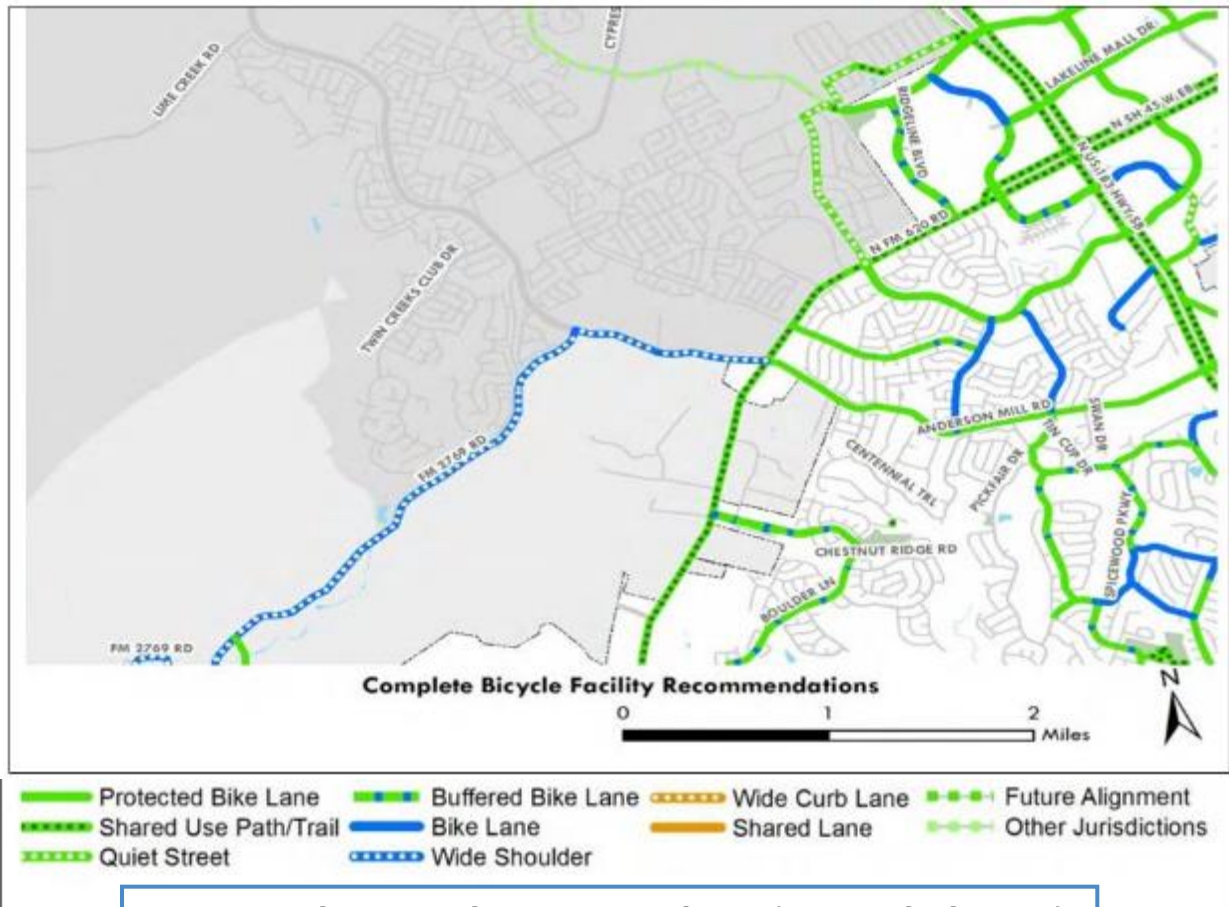 LIME CREEK RD
CYPRES
LAKELINE MALL DR
RIDGELINE BLVD
N SH 45 W EB
N US 183 HWY SB
N FM 620 RD
TWIN CREEKS CLUB DR
FM 2769 RD
ANDERSON MILL RD
SWAN DR
TIN CUP DR
CENTENNIAL TRL
PICKFAIR DR
SPICEWOOD PKWY
CHESTNUT RIDGE RD
BOULDER LN
FM 2769 RD
Complete Bicycle Facility Recommendations
N
0 1 2
Miles
Protected Bike Lane Buffered Bike Lane Wide Curb Lane Future Alignment
Shared Use Path/Trail Bike Lane Shared Lane Other Jurisdictions
Quiet Street Wide Shoulder